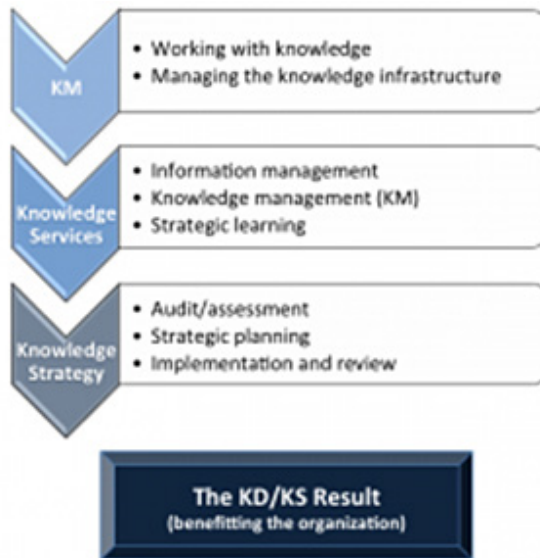 KM
• Working with knowledge
• Managing the knowledge infrastructure
Knowledge
Services
• Information management
• Knowledge management (KM)
• Strategic learning
Knowledge
Strategy
• Audit/assessment
• Strategic planning
• Implementation and review
The KD/KS Result
(benefitting the organization)